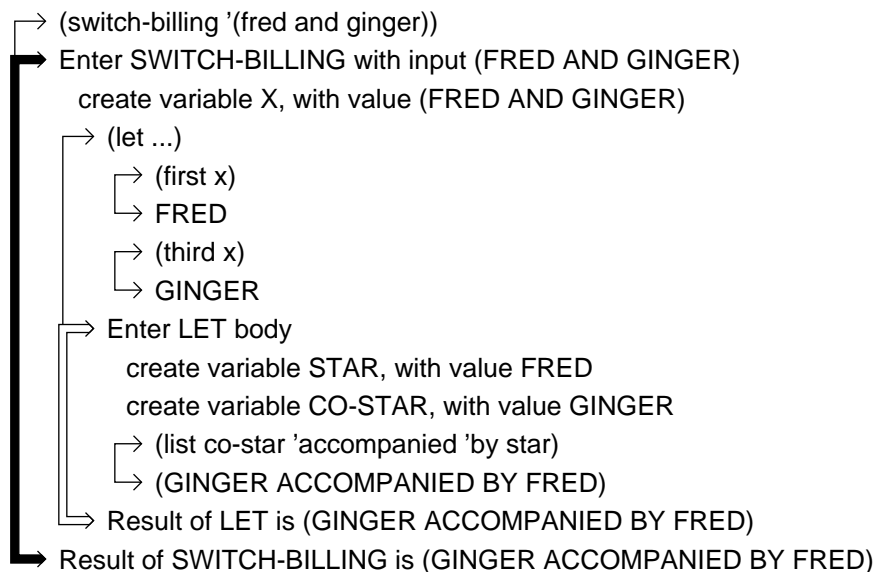 (switch-billing '(fred and ginger))
Enter SWITCH-BILLING with input (FRED AND GINGER)
create variable X, with value (FRED AND GINGER)
(let ...)
(first x)
FRED
(third x)
GINGER
Enter LET body
create variable STAR, with value FRED
create variable CO-STAR, with value GINGER
(list co-star ’accompanied ’by star)
(GINGER ACCOMPANIED BY FRED)
Result of LET is (GINGER ACCOMPANIED BY FRED)
Result of SWITCH-BILLING is (GINGER ACCOMPANIED BY FRED)